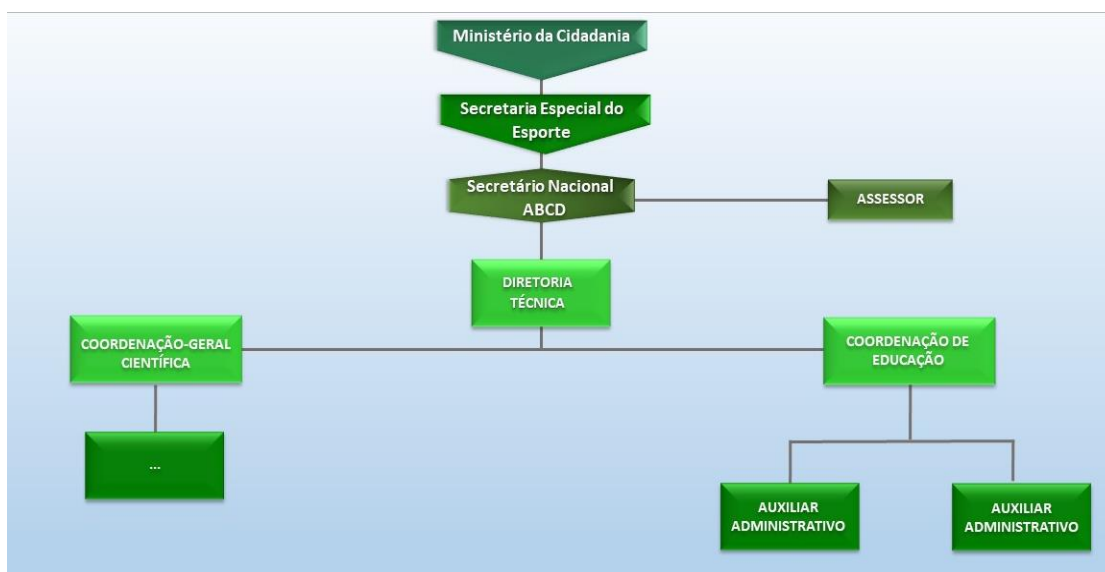 Ministério da Cidadania
Secretaria Especial do
Esporte
Secretário Nacional
ABCD
ASSESSOR
DIRETORIA
TÉCNICA
COORDENAÇÃO-GERAL
CIENTÍFICA
COORDENAÇÃO DE
EDUCAÇÃO
...
AUXILIAR
ADMINISTRATIVO
AUXILIAR
ADMINISTRATIVO